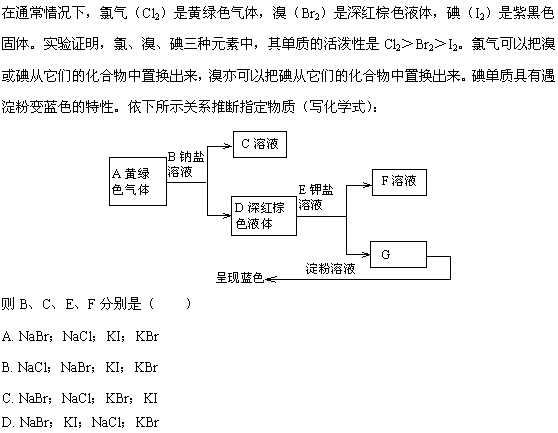 在通常情况下，氯气（Cl₂）是黄绿色气体，溴（Br₂）是深红棕色液体，碘（I₂）是紫黑色
固体。实验证明，氯、溴、碘三种元素中，其单质的活泼性是 Cl₂＞Br₂＞I₂。氯气可以把溴
或碘从它们的化合物中置换出来，溴亦可以把碘从它们的化合物中置换出来。碘单质具有遇
淀粉变蓝色的特性。依下所示关系推断指定物质（写化学式）：
A 黄绿
色气体
B 钠盐
溶液
C 溶液
D 深红棕
色液体
E 钾盐
溶液
F 溶液
G
淀粉溶液
呈现蓝色
则 B、C、E、F 分别是（　　）
A. NaBr；NaCl；KI；KBr
B. NaCl；NaBr；KI；KBr
C. NaBr；NaCl；KBr；KI
D. NaBr；KI；NaCl；KBr